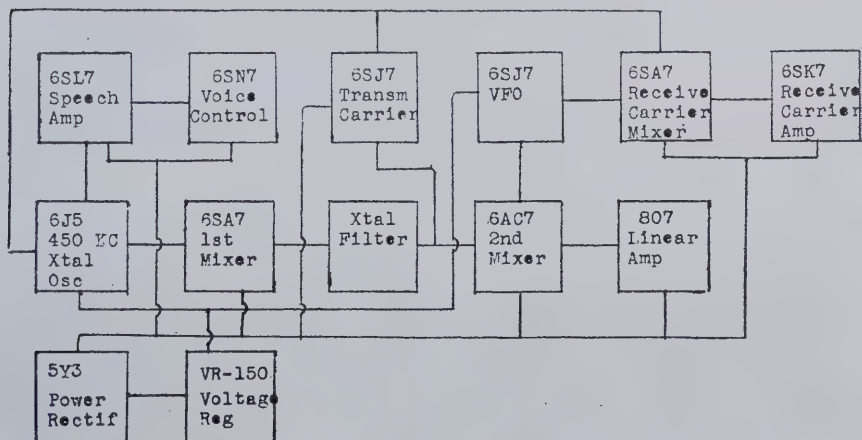 6SL7
Speech
Amp
6SN7
Voice
Control
6SJ7
Transm
Carrier
6SJ7
VFO
6SA7
Receive
Carrier
Mixer
6SK7
Receive
Carrier
Amp
6J5
450 KC
Xtal
Osc
6SA7
1st
Mixer
Xtal
Filter
6AC7
2nd
Mixer
807
Linear
Amp
5Y3
Power
Rectif
VR-150
Voltage
Reg